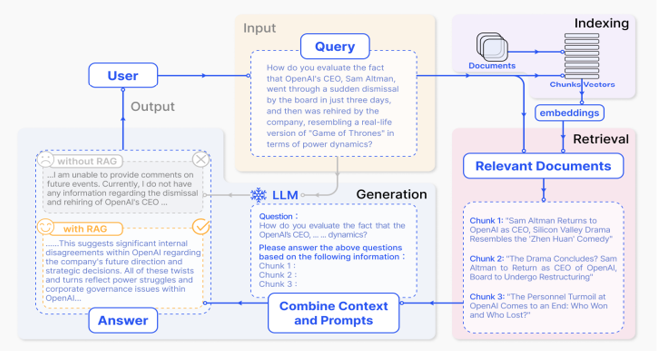 Input
Query
How do you evaluate the fact
that OpenAI's CEO, Sam Altman,
went through a sudden dismissal
by the board in just three days,
and then was rehired by the
company, resembling a real-life
version of "Game of Thrones" in
terms of power dynamics?
Indexing
Documents
Chunks Vectors
embeddings
User
Output
Retrieval
Relevant Documents
Chunk 1: "Sam Altman Returns to
OpenAI as CEO, Silicon Valley Drama
Resembles the 'Zhen Huan' Comedy"
Chunk 2: "The Drama Concludes? Sam
Altman to Return as CEO of OpenAI,
Board to Undergo Restructuring"
Chunk 3: "The Personnel Turmoil at
OpenAI Comes to an End: Who Won
and Who Lost?"
LLM
Generation
Question :
How do you evaluate the fact that the
OpenAI's CEO, ... ... dynamics?
Please answer the above questions
based on the following information :
Chunk 1 :
Chunk 2 :
Chunk 3 :
Combine Context
and Prompts
without RAG
...I am unable to provide comments on
future events. Currently, I do not have
any information regarding the dismissal
and rehiring of OpenAI's CEO ...
with RAG
......This suggests significant internal
disagreements within OpenAI regarding
the company's future direction and
strategic decisions. All of these twists
and turns reflect power struggles and
corporate governance issues within
OpenAI...
Answer